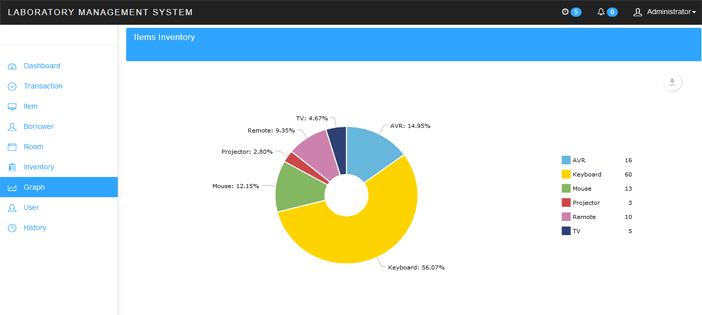 LABORATORY MANAGEMENT SYSTEM
5
0
Administrator
Items Inventory
Dashboard
Transaction
Item
Borrower
Room
Inventory
Graph
User
History
TV: 4.67%
AVR: 14.95%
Remote: 9.35%
Projector: 2.80%
Mouse: 12.15%
Keyboard: 56.07%
AVR 16
Keyboard 60
Mouse 13
Projector 3
Remote 10
TV 5